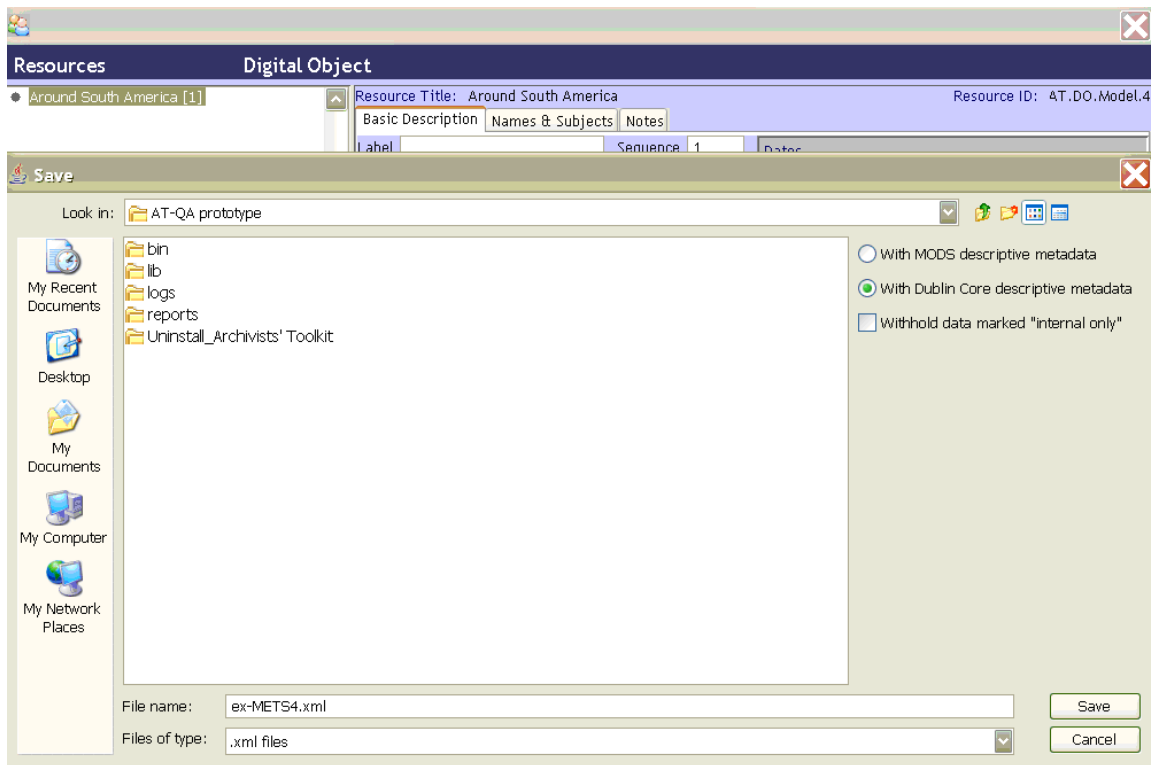 Resources Digital Object
Around South America [1]
Resource Title: Around South America Resource ID: AT.DO.Model.4
Basic Description Names & Subjects Notes
Label Sequence 1 Dates
Save
Look in: AT-QA prototype
My Recent Documents
Desktop
My Documents
My Computer
My Network Places
bin
lib
logs
reports
Uninstall_Archivists' Toolkit
With MODS descriptive metadata
With Dublin Core descriptive metadata
Withhold data marked "internal only"
File name: ex-METS4.xml Save
Files of type: .xml files Cancel